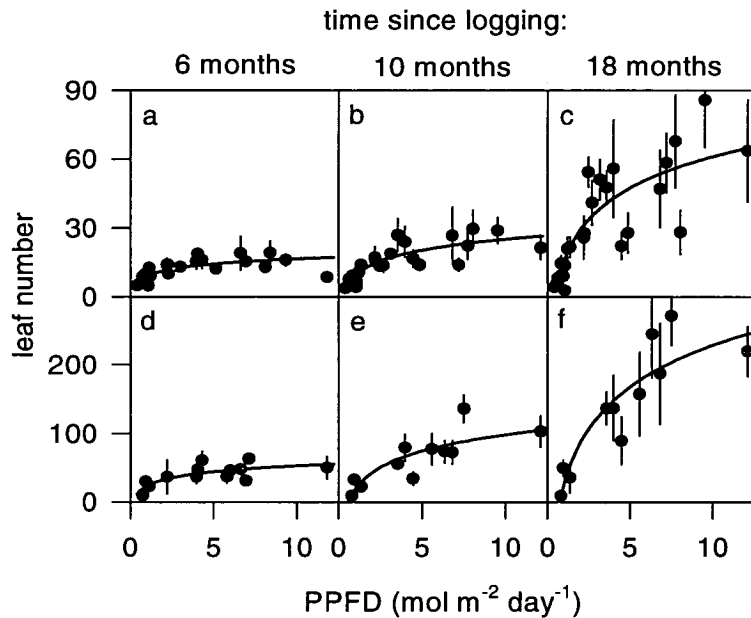 time since logging:
6 months 10 months 18 months
90
60
30
0
a
b
c
leaf number
200
100
0
d
e
f
0 5 10 0 5 10 0 5 10
PPFD (mol m⁻² day⁻¹)